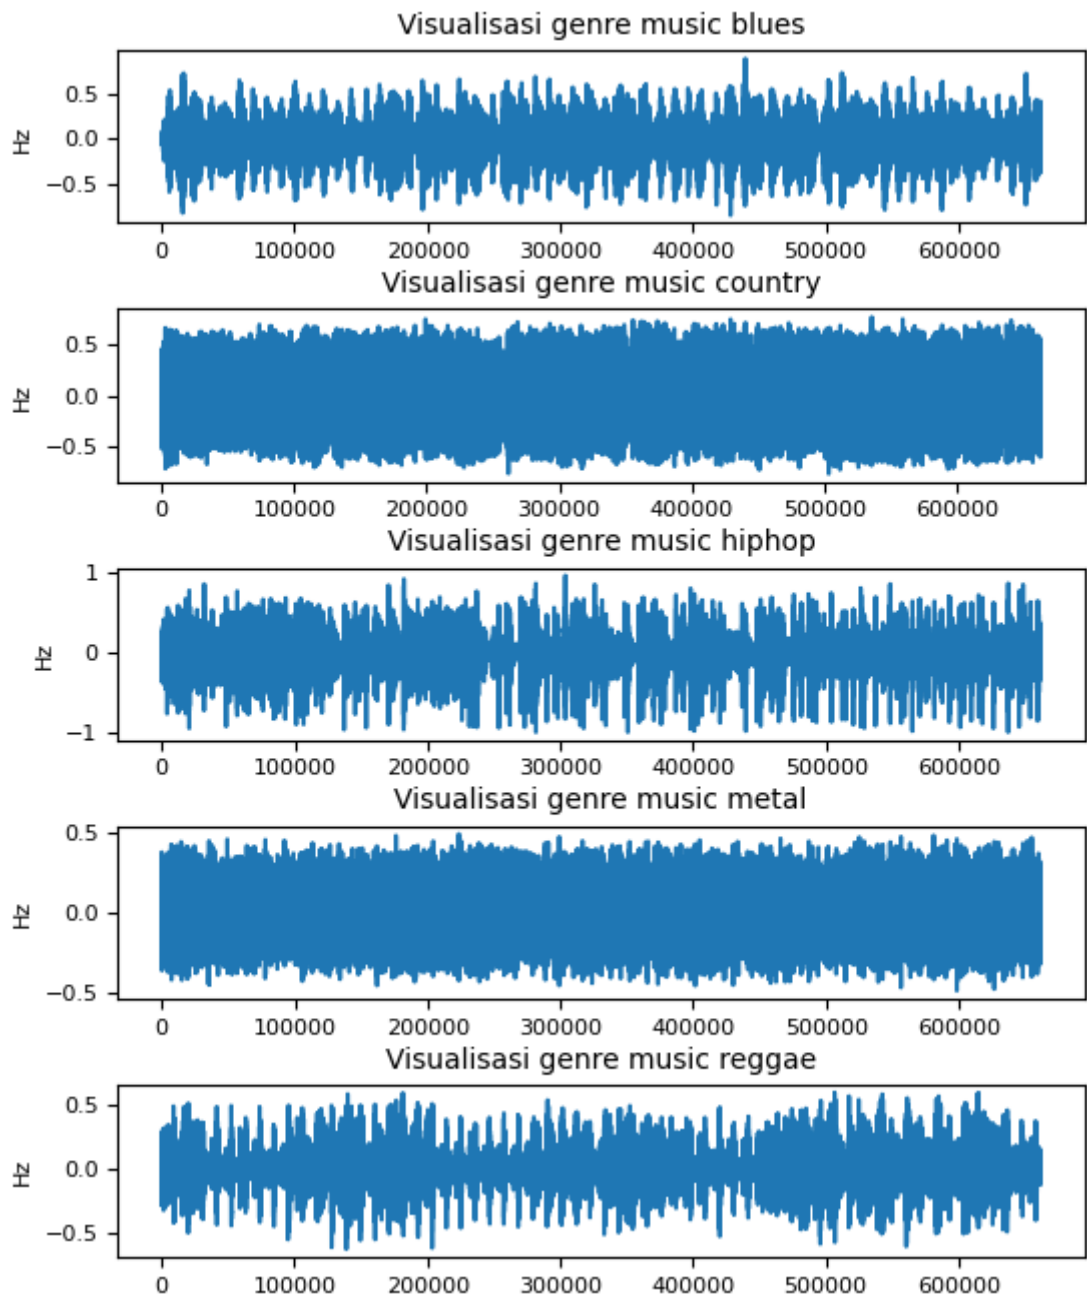 Visualisasi genre music blues
0.5
0.0
−0.5
Hz
0 100000 200000 300000 400000 500000 600000
Visualisasi genre music country
0.5
0.0
−0.5
Hz
0 100000 200000 300000 400000 500000 600000
Visualisasi genre music hiphop
1
0
−1
Hz
0 100000 200000 300000 400000 500000 600000
Visualisasi genre music metal
0.5
0.0
−0.5
Hz
0 100000 200000 300000 400000 500000 600000
Visualisasi genre music reggae
0.5
0.0
−0.5
Hz
0 100000 200000 300000 400000 500000 600000